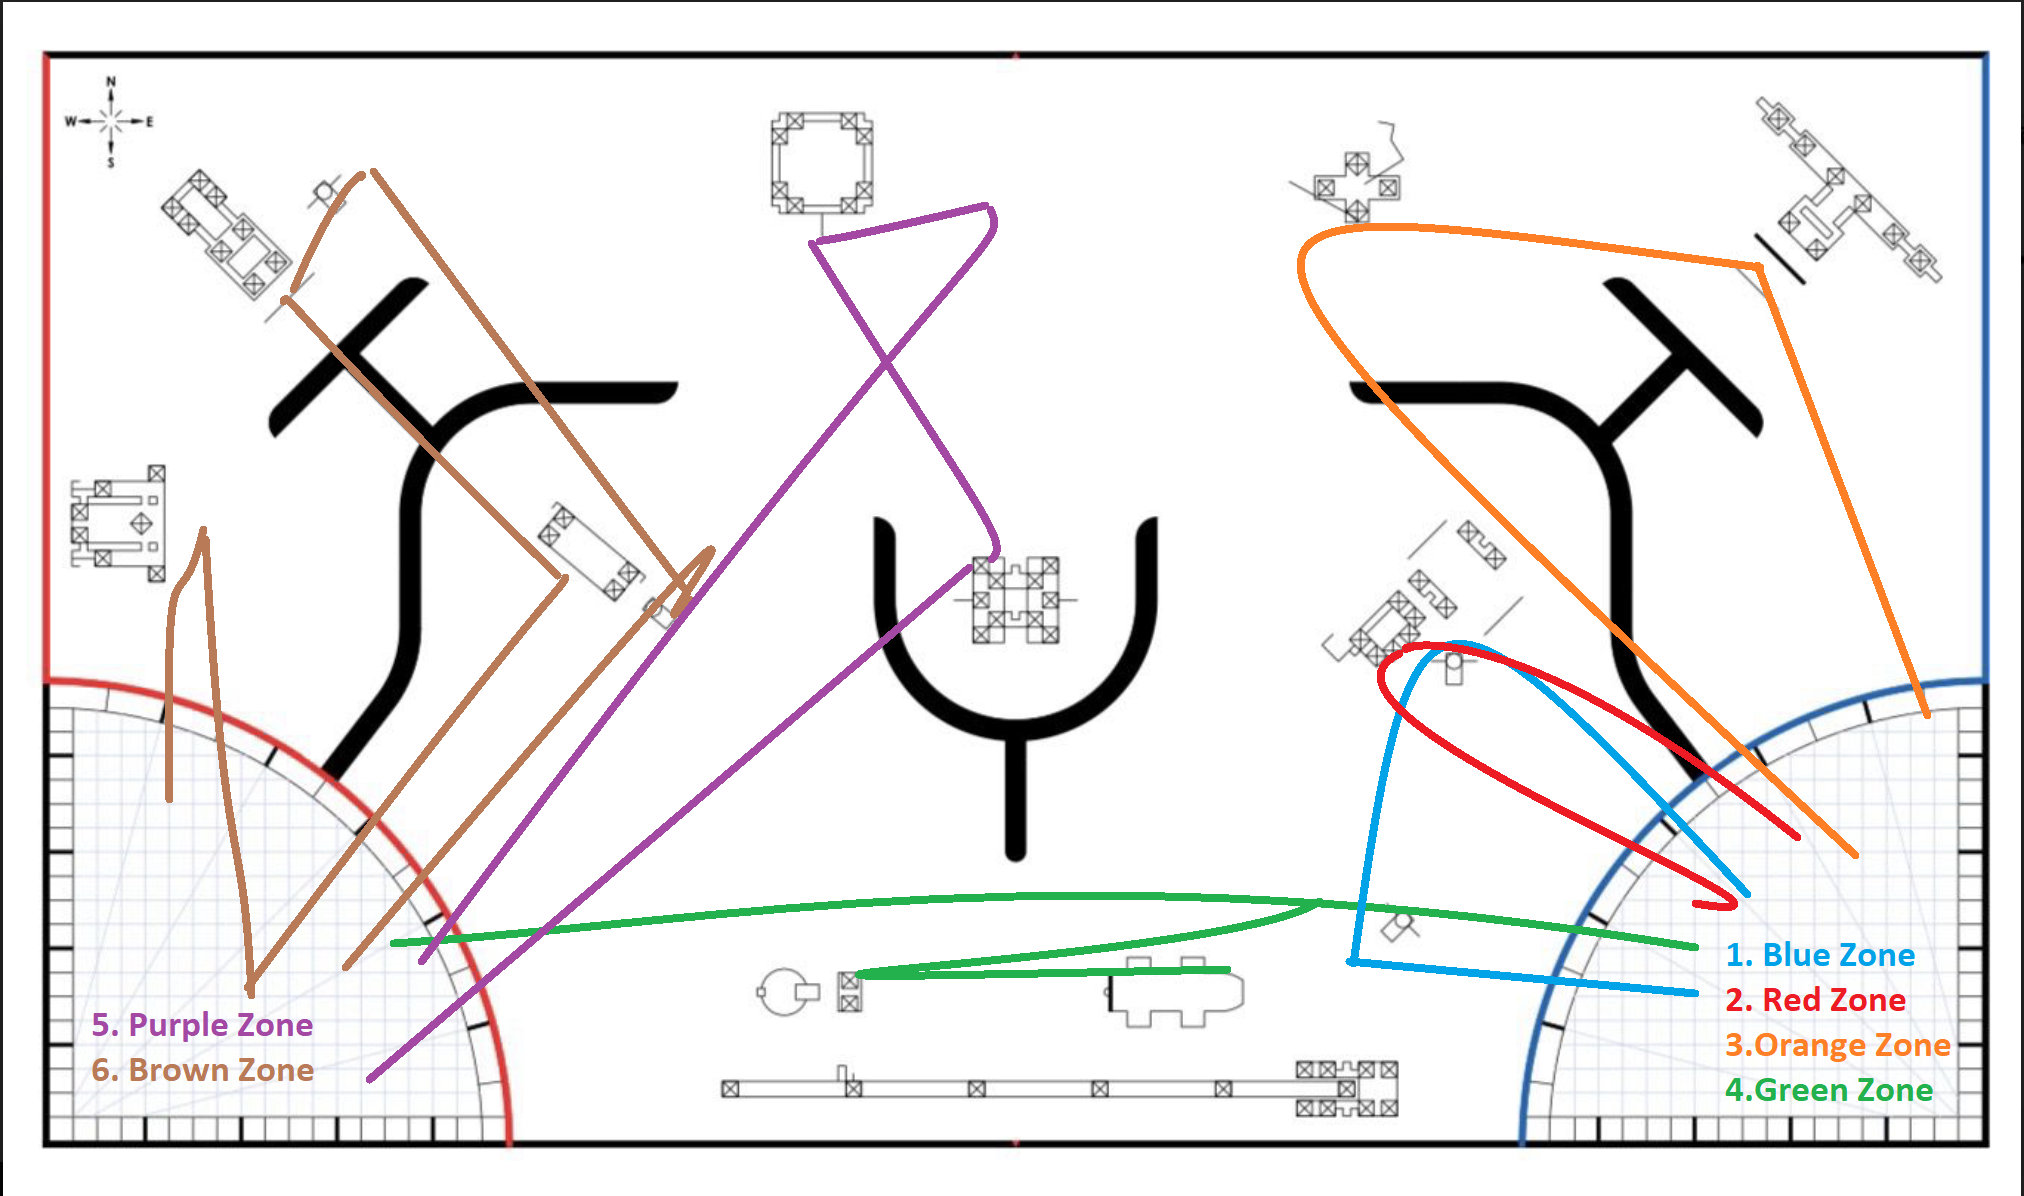 N
W E
S
5. Purple Zone
6. Brown Zone
1. Blue Zone
2. Red Zone
3.Orange Zone
4.Green Zone